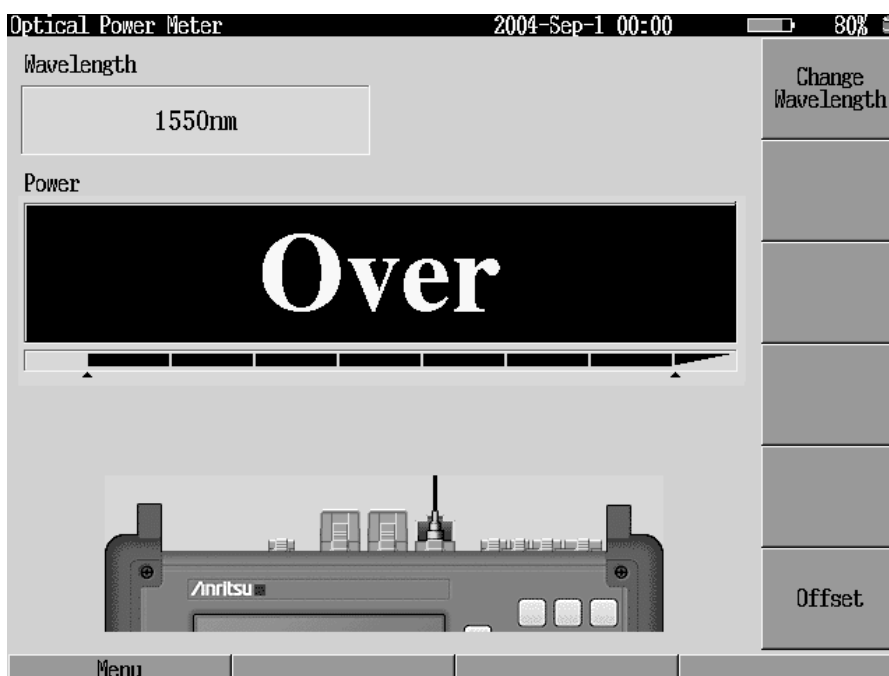 Optical Power Meter 2004-Sep-1 00:00 80%
Wavelength
1550nm
Power
Over
Change
Wavelength
Anritsu
Offset
Menu